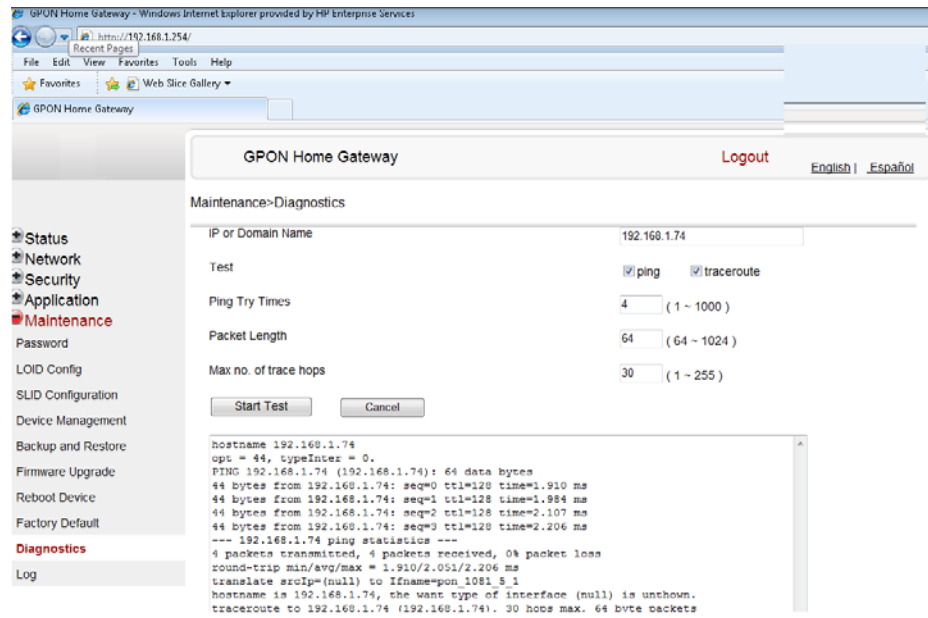 GPON Home Gateway - Windows Internet Explorer provided by HP Enterprise Services
http://192.168.1.254/
Recent Pages
File Edit View Favorites Tools Help
Favorites Web Slice Gallery
GPON Home Gateway
GPON Home Gateway Logout
English | Español
Maintenance>Diagnostics
Status
Network
Security
Application
Maintenance
Password
LOID Config
SLID Configuration
Device Management
Backup and Restore
Firmware Upgrade
Reboot Device
Factory Default
Diagnostics
Log
IP or Domain Name 192.168.1.74
Test ping traceroute
Ping Try Times 4 ( 1 ~ 1000 )
Packet Length 64 ( 64 ~ 1024 )
Max no. of trace hops 30 ( 1 ~ 255 )
Start Test Cancel
hostname 192.168.1.74
opt = 44, typeInter = 0.
PING 192.168.1.74 (192.168.1.74): 64 data bytes
44 bytes from 192.168.1.74: seq=0 ttl=128 time=1.910 ms
44 bytes from 192.168.1.74: seq=1 ttl=128 time=1.984 ms
44 bytes from 192.168.1.74: seq=2 ttl=128 time=2.107 ms
44 bytes from 192.168.1.74: seq=3 ttl=128 time=2.206 ms
--- 192.168.1.74 ping statistics ---
4 packets transmitted, 4 packets received, 0% packet loss
round-trip min/avg/max = 1.910/2.051/2.206 ms
translate srcIp=(null) to Ifname=pon_1081_5_1
hostname is 192.168.1.74, the want type of interface (null) is unthown.
traceroute to 192.168.1.74 (192.168.1.74), 30 hops max, 64 byte packets